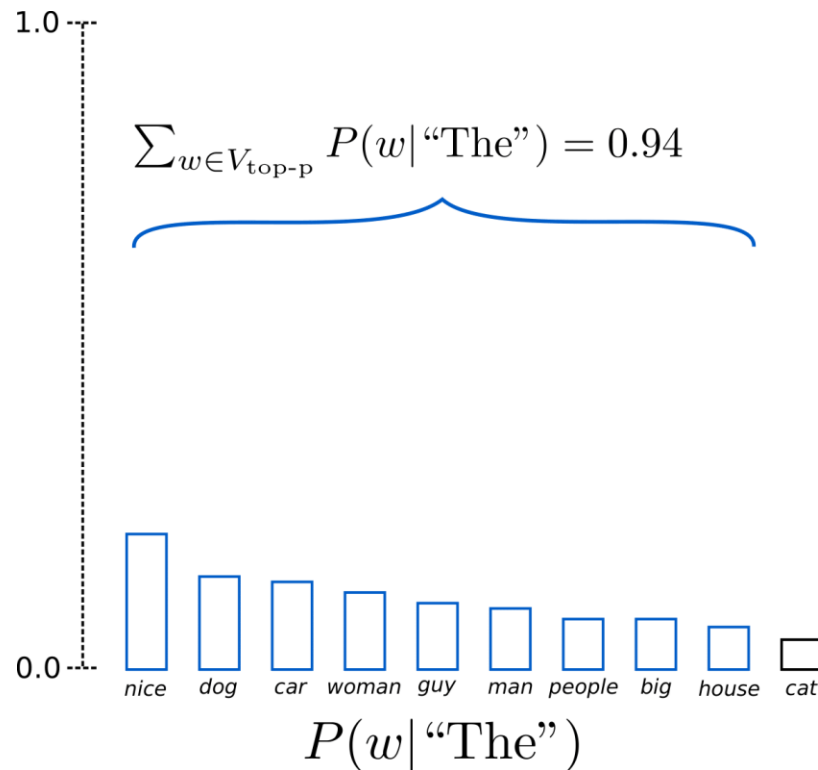 1.0
∑w∈Vtop-p P(w|“The”) = 0.94
0.0
nice dog car woman guy man people big house cat
P(w|“The”)